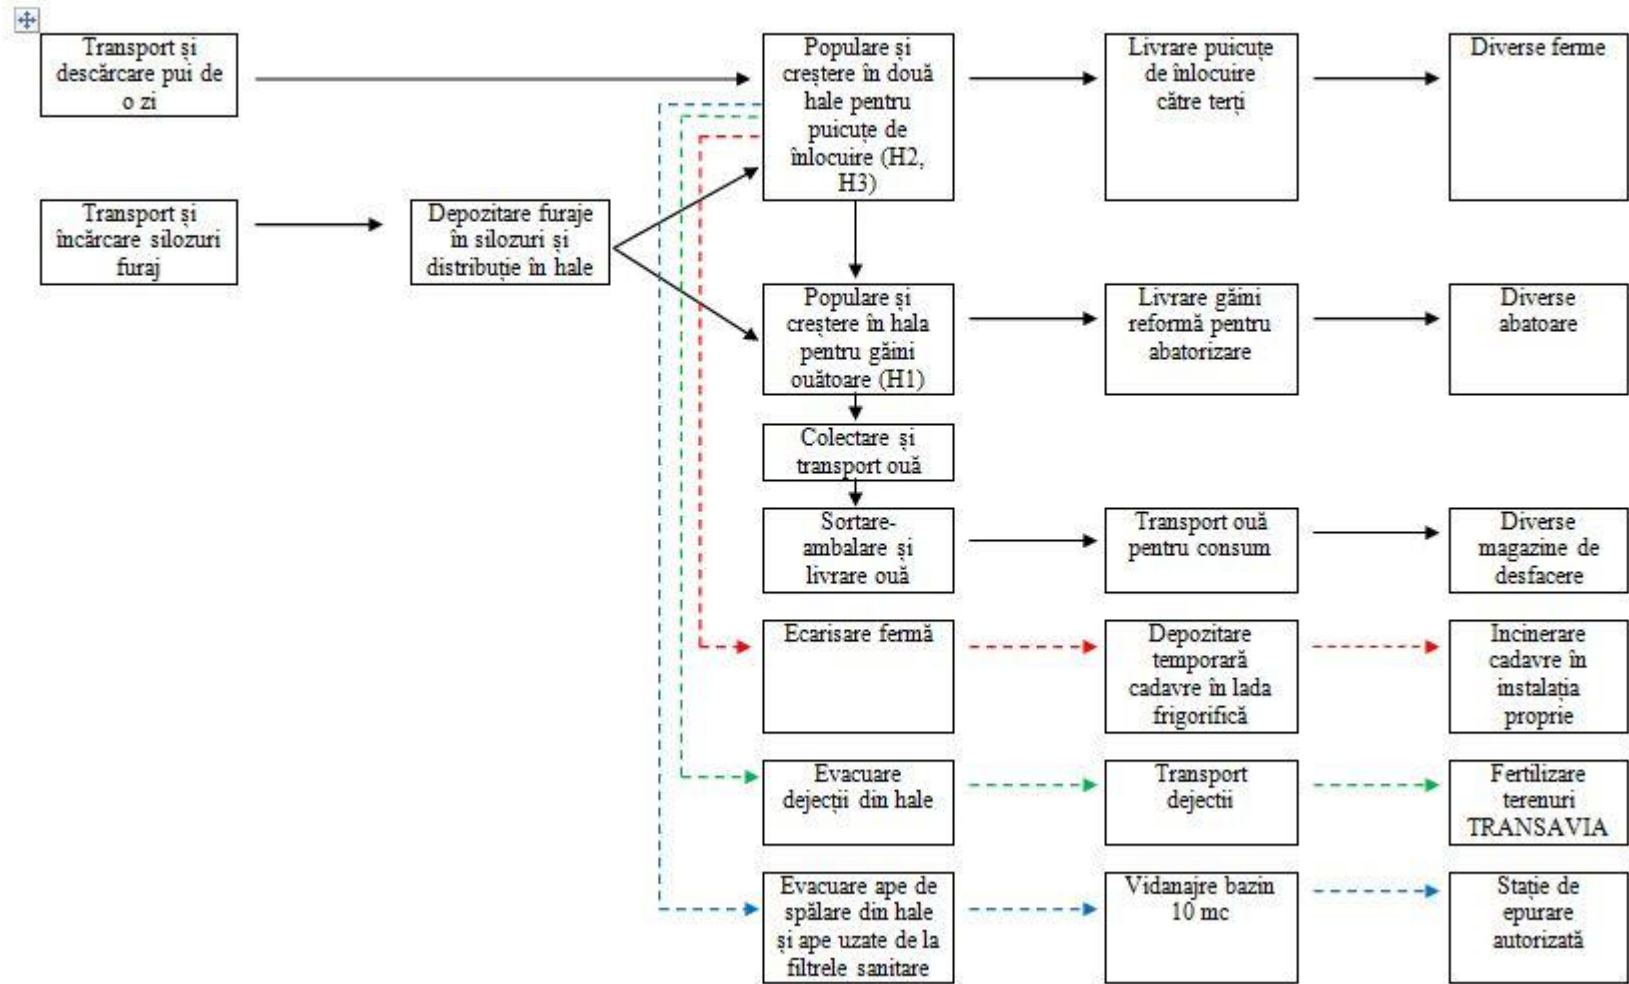 Transport și
descărcare pui de
o zi
Populare și
creștere în două
hale pentru
puicuțe de
înlocuire (H2,
H3)
Livrare puicuțe
de înlocuire
către terți
Diverse ferme
Transport și
încărcare silozuri
furaj
Depozitare furaje
în silozuri și
distribuție în hale
Populare și
creștere în hala
pentru găini
ouătoare (H1)
Livrare găini
reformă pentru
abatorizare
Diverse
abatoare
Colectare și
transport ouă
Sortare-
ambalare și
livrare ouă
Transport ouă
pentru consum
Diverse
magazine de
desfacere
Ecarisare fermă
Depozitare
temporară
cadavre în lada
frigorifică
Incinerare
cadavre în
instalația
proprie
Evacuare
dejecții din hale
Transport
dejectii
Fertilizare
terenuri
TRANSAVIA
Evacuare ape de
spălare din hale
și ape uzate de la
filtrele sanitare
Vidanajre bazin
10 mc
Stație de
epurare
autorizată